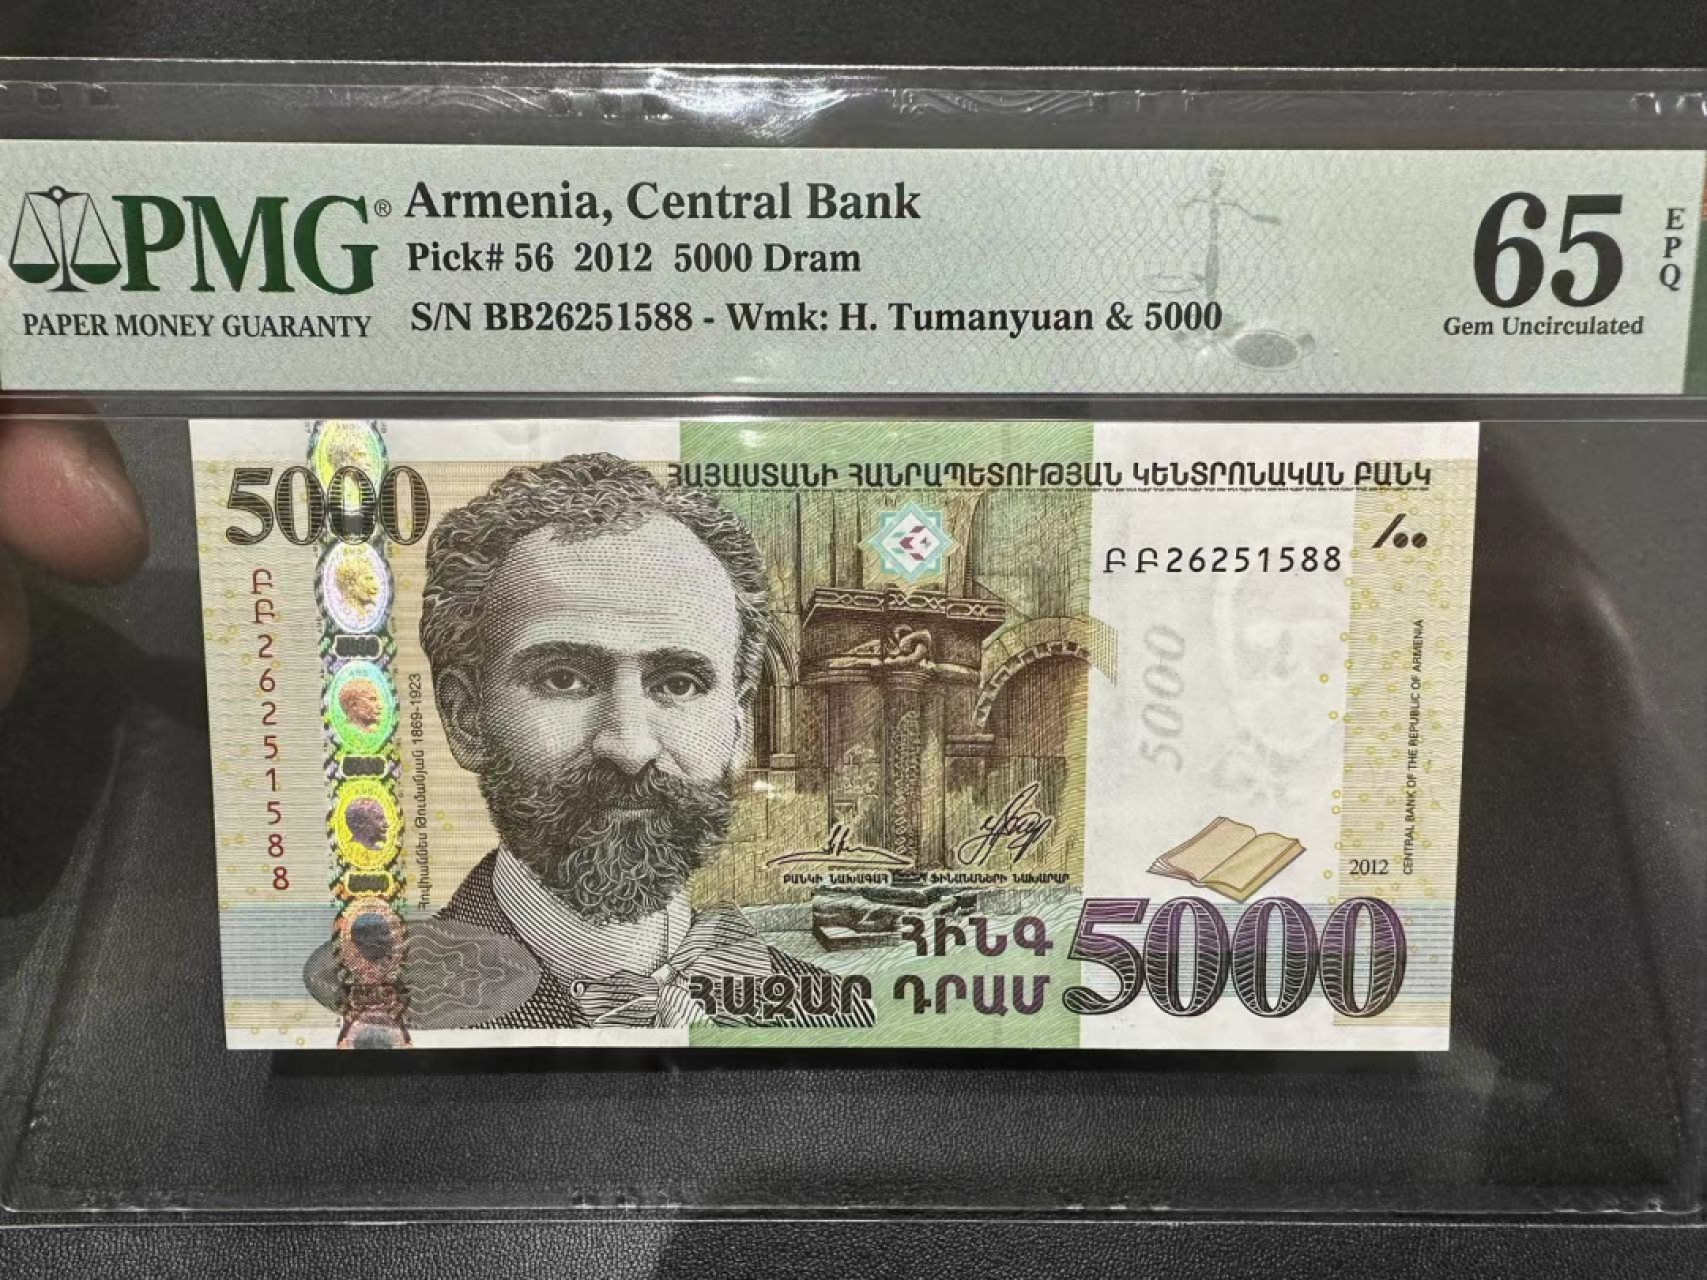 PMG®
PAPER MONEY GUARANTY
Armenia, Central Bank
Pick# 56 2012 5000 Dram
S/N BB26251588 - Wmk: H. Tumanyuan & 5000
65
EPQ
Gem Uncirculated
5000
ՀԱՅԱՍՏԱՆԻ ՀԱՆՐԱՊԵՏՈՒԹՅԱՆ ԿԵՆՏՐՈՆԱԿԱՆ ԲԱՆԿ
ԲԲ26251588
ԲԲ26251588
Հովհաննես Թումանյան 1869-1923
5000
ԲԱՆԿԻ ՆԱԽԱԳԱՀ
ՖԻՆԱՆՍՆԵՐԻ ՆԱԽԱՐԱՐ
2012
CENTRAL BANK OF THE REPUBLIC OF ARMENIA
ՀԻՆԳ
ՀԱԶԱՐ ԴՐԱՄ
5000